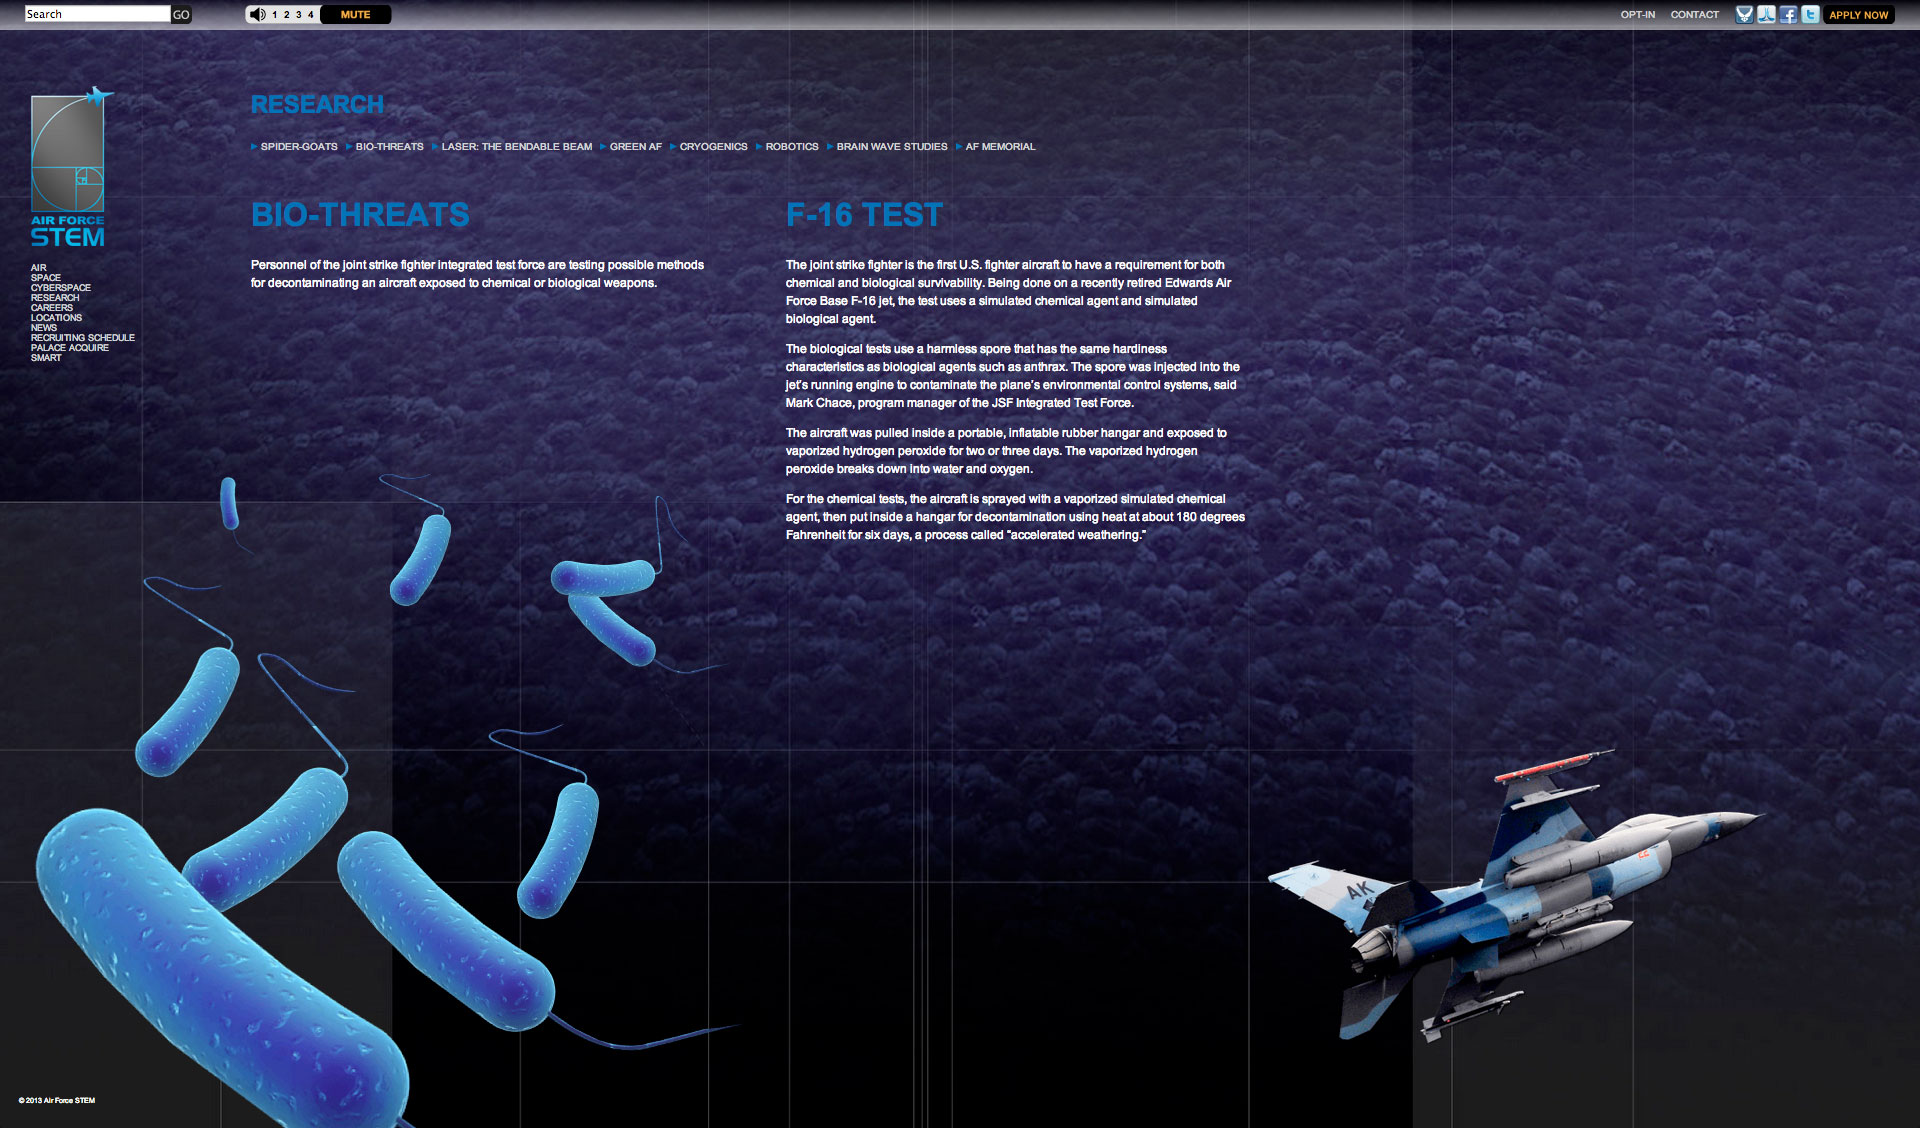 Search GO 1 2 3 4 MUTE OPT-IN CONTACT APPLY NOW
AIR FORCE
STEM
AIR
SPACE
CYBERSPACE
RESEARCH
CAREERS
LOCATIONS
NEWS
RECRUITING SCHEDULE
PALACE ACQUIRE
SMART
RESEARCH
SPIDER-GOATS BIO-THREATS LASER: THE BENDABLE BEAM GREEN AF CRYOGENICS ROBOTICS BRAIN WAVE STUDIES AF MEMORIAL
BIO-THREATS
Personnel of the joint strike fighter integrated test force are testing possible methods
for decontaminating an aircraft exposed to chemical or biological weapons.
F-16 TEST
The joint strike fighter is the first U.S. fighter aircraft to have a requirement for both
chemical and biological survivability. Being done on a recently retired Edwards Air
Force Base F-16 jet, the test uses a simulated chemical agent and simulated
biological agent.
The biological tests use a harmless spore that has the same hardiness
characteristics as biological agents such as anthrax. The spore was injected into the
jet's running engine to contaminate the plane's environmental control systems, said
Mark Chace, program manager of the JSF Integrated Test Force.
The aircraft was pulled inside a portable, inflatable rubber hangar and exposed to
vaporized hydrogen peroxide for two or three days. The vaporized hydrogen
peroxide breaks down into water and oxygen.
For the chemical tests, the aircraft is sprayed with a vaporized simulated chemical
agent, then put inside a hangar for decontamination using heat at about 180 degrees
Fahrenheit for six days, a process called "accelerated weathering."
AK
© 2013 Air Force STEM